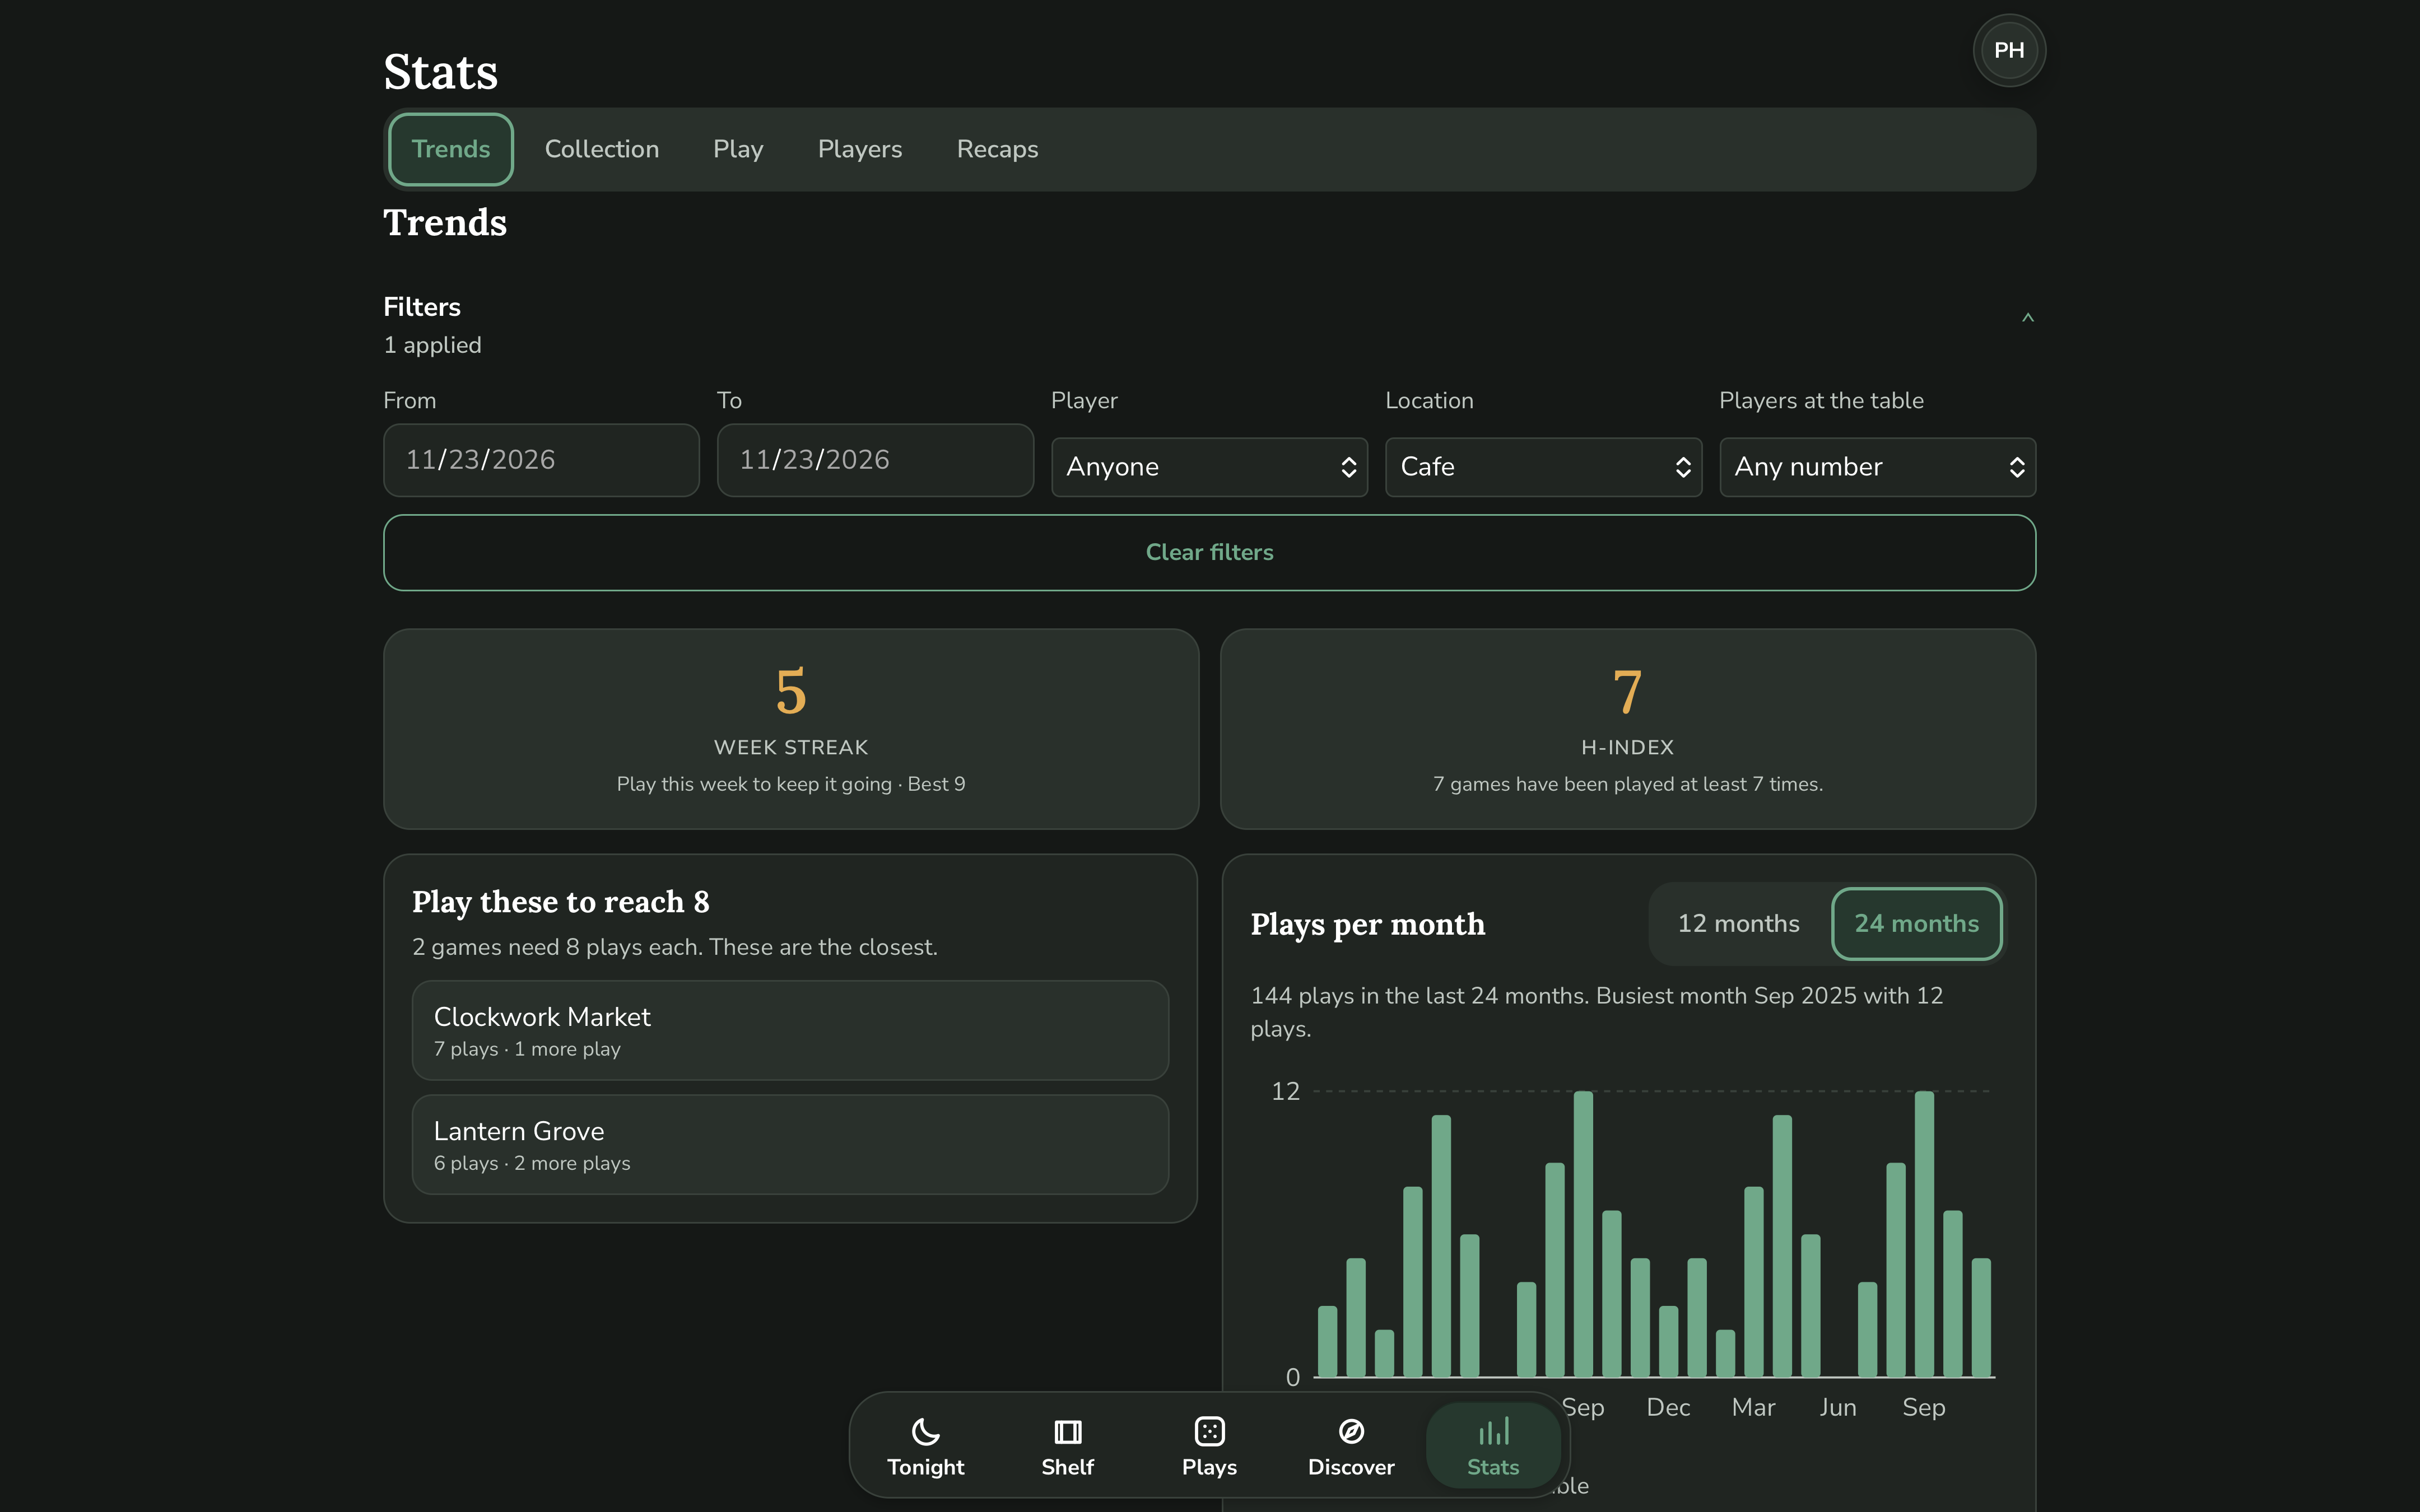 Stats
PH
Trends
Collection
Play
Players
Recaps
Trends
Filters
1 applied
From
To
Player
Location
Players at the table
11/23/2026
11/23/2026
Anyone
Cafe
Any number
Clear filters
5
WEEK STREAK
Play this week to keep it going · Best 9
7
H-INDEX
7 games have been played at least 7 times.
Play these to reach 8
2 games need 8 plays each. These are the closest.
Clockwork Market
7 plays · 1 more play
Lantern Grove
6 plays · 2 more plays
Plays per month
12 months
24 months
144 plays in the last 24 months. Busiest month Sep 2025 with 12
plays.
12
0
Sep
Dec
Mar
Jun
Sep
Tonight
Shelf
Plays
Discover
Stats